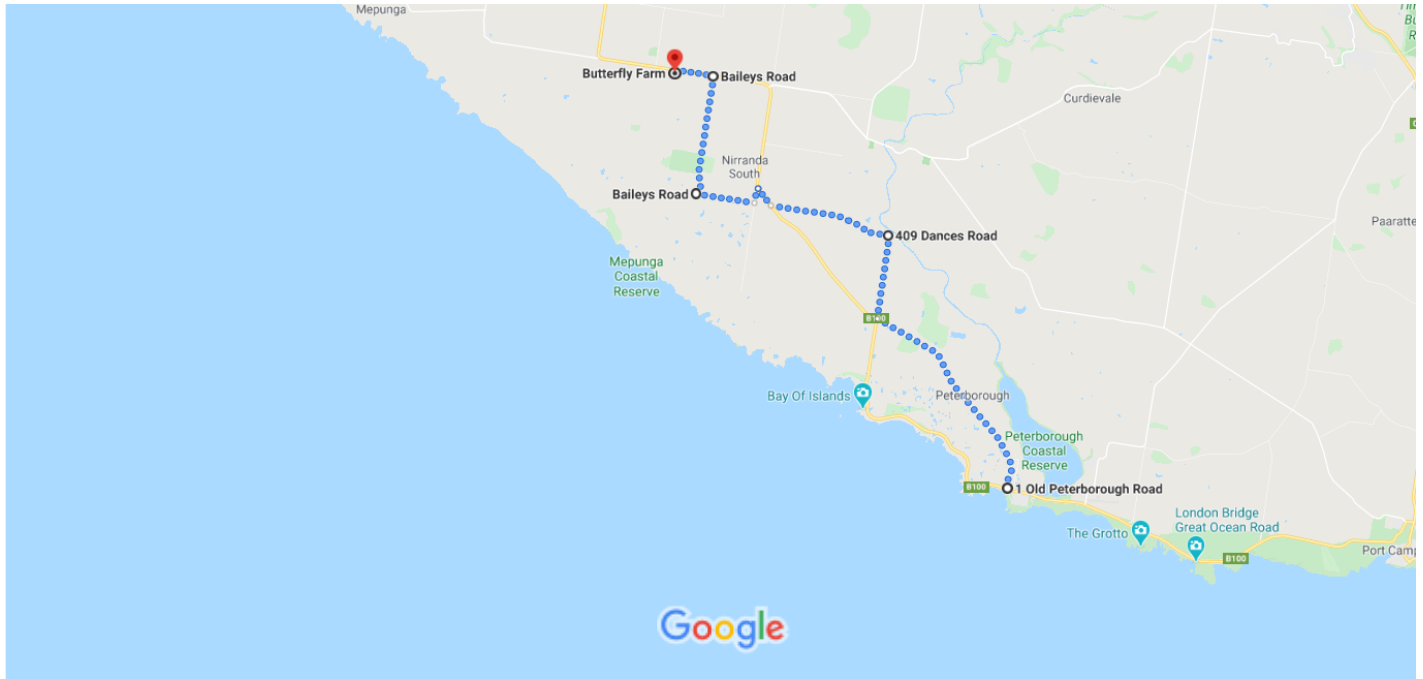 Mepunga
Butterfly Farm
Baileys Road
Curdievale
Nirranda
South
Baileys Road
Paaratte
409 Dances Road
Mepunga
Coastal
Reserve
B100
Bay Of Islands
Peterborough
Peterborough
Coastal
Reserve
B100
1 Old Peterborough Road
London Bridge
Great Ocean Road
The Grotto
B100
Port Camp
Google